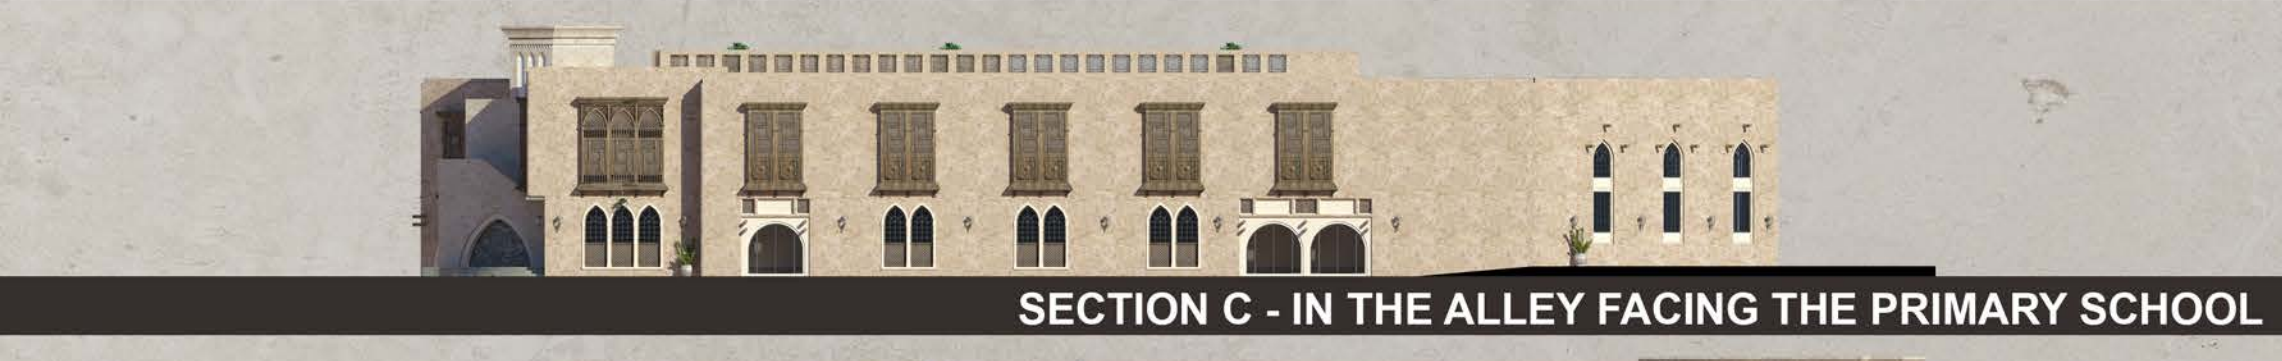 SECTION C - IN THE ALLEY FACING THE PRIMARY SCHOOL